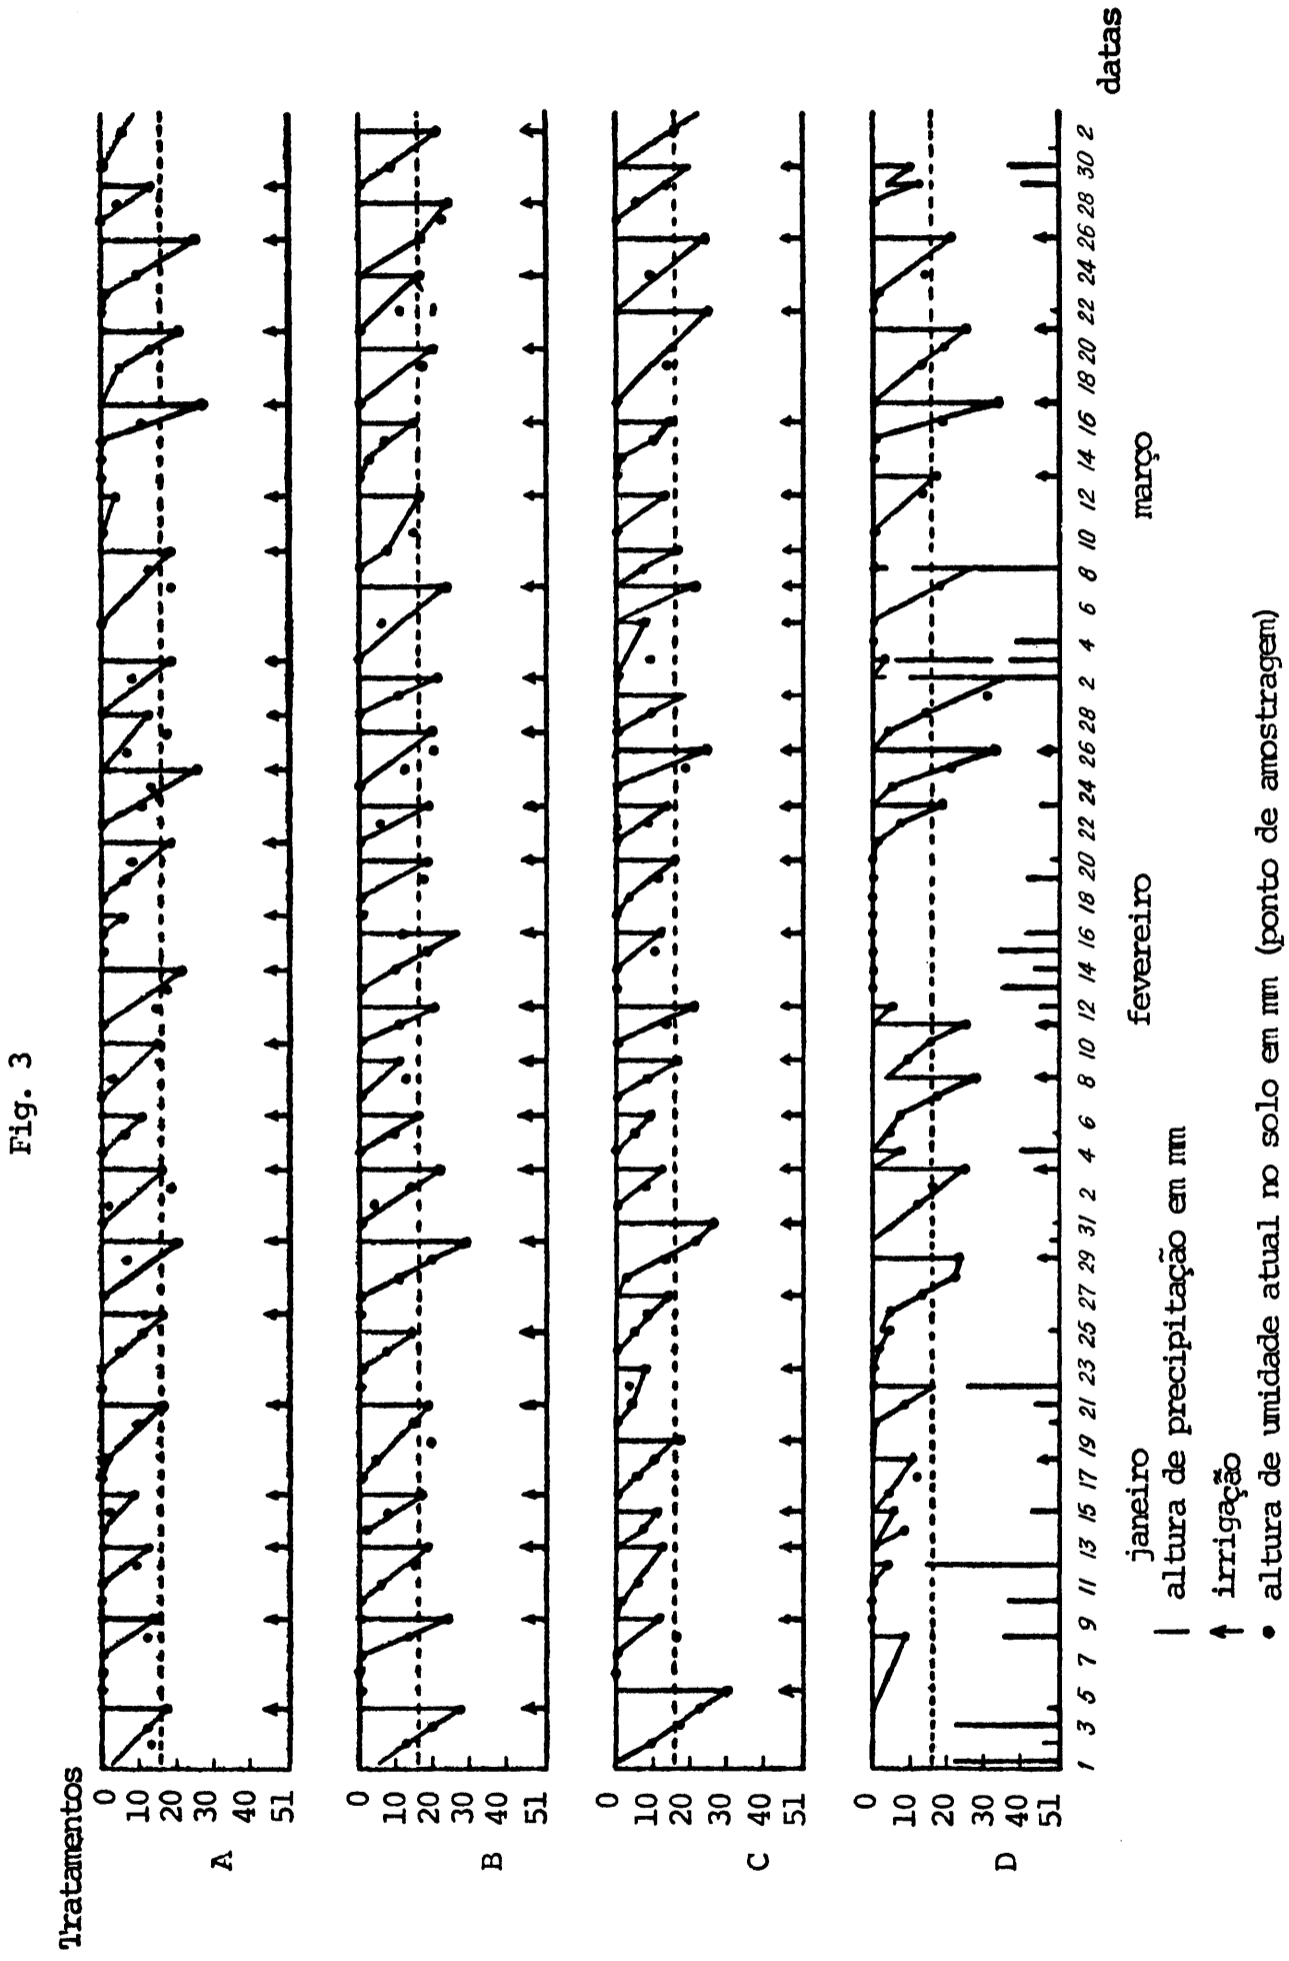 Fig. 3
Tratamentos
0
10
20
30
40
51
A
0
10
20
30
40
51
B
0
10
20
30
40
51
C
0
10
20
30
40
51
D
1 3 5 7 9 11 13 15 17 19 21 23 25 27 29 31 2 4 6 8 10 12 14 16 18 20 22 24 26 28 2 4 6 8 10 12 14 16 18 20 22 24 26 28 30 2
datas
janeiro fevereiro março
altura de precipitação em mm
irrigação
altura de umidade atual no solo em mm (ponto de amostragem)